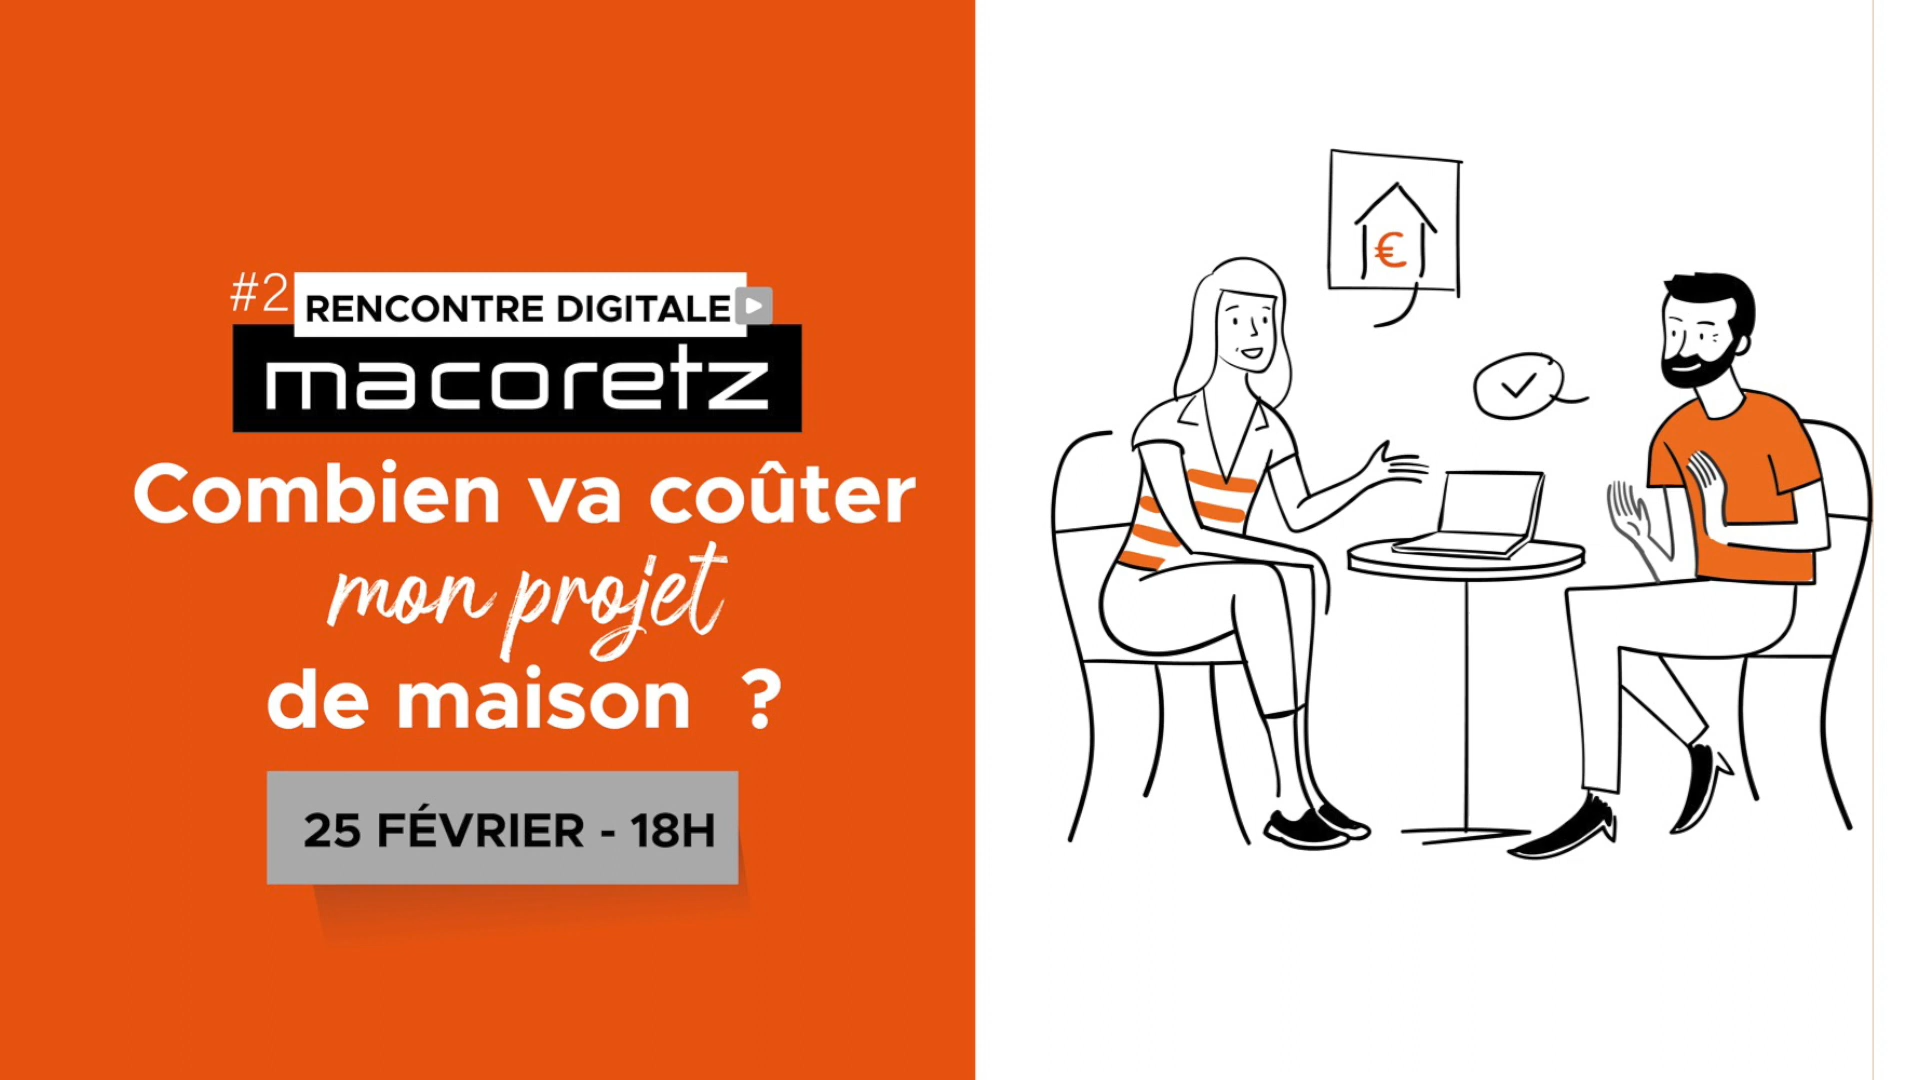 #2 RENCONTRE DIGITALE
macoretz
Combien va coûter
mon projet
de maison ?
25 FÉVRIER - 18H
€